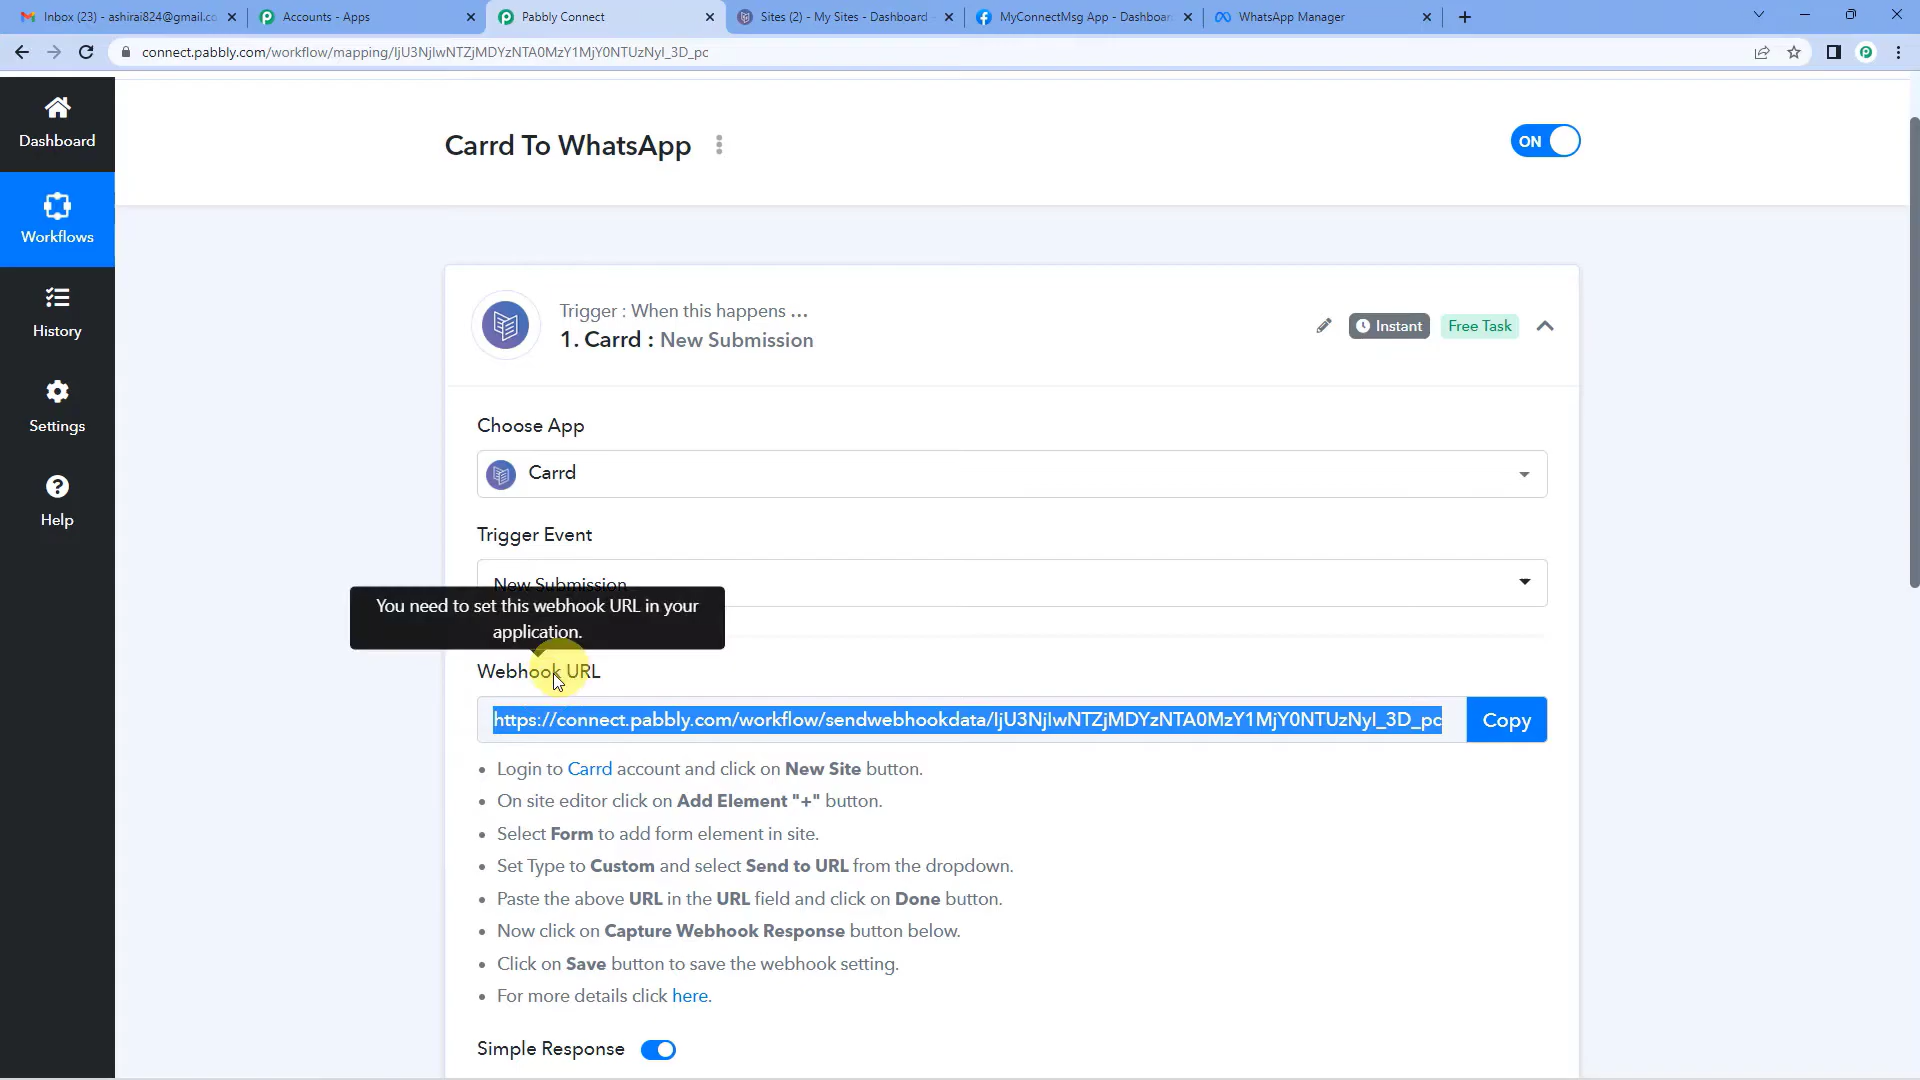 Inbox (23) - ashirai824@gmail.co
Accounts - Apps
Pabbly Connect
Sites (2) - My Sites - Dashboard
MyConnectMsg App - Dashboar
WhatsApp Manager
connect.pabbly.com/workflow/mapping/IjU3NjIwNTZjMDYzNTA0MzY1MjY0NTUzNyI_3D_pc
Dashboard
Workflows
History
Settings
Help
Carrd To WhatsApp
ON
Trigger : When this happens ...
1. Carrd : New Submission
Instant
Free Task
Choose App
Carrd
Trigger Event
New Submission
You need to set this webhook URL in your
application.
Webhook URL
https://connect.pabbly.com/workflow/sendwebhookdata/IjU3NjIwNTZjMDYzNTA0MzY1MjY0NTUzNyI_3D_pc
Copy
• Login to Carrd account and click on New Site button.
• On site editor click on Add Element "+" button.
• Select Form to add form element in site.
• Set Type to Custom and select Send to URL from the dropdown.
• Paste the above URL in the URL field and click on Done button.
• Now click on Capture Webhook Response button below.
• Click on Save button to save the webhook setting.
• For more details click here.
Simple Response